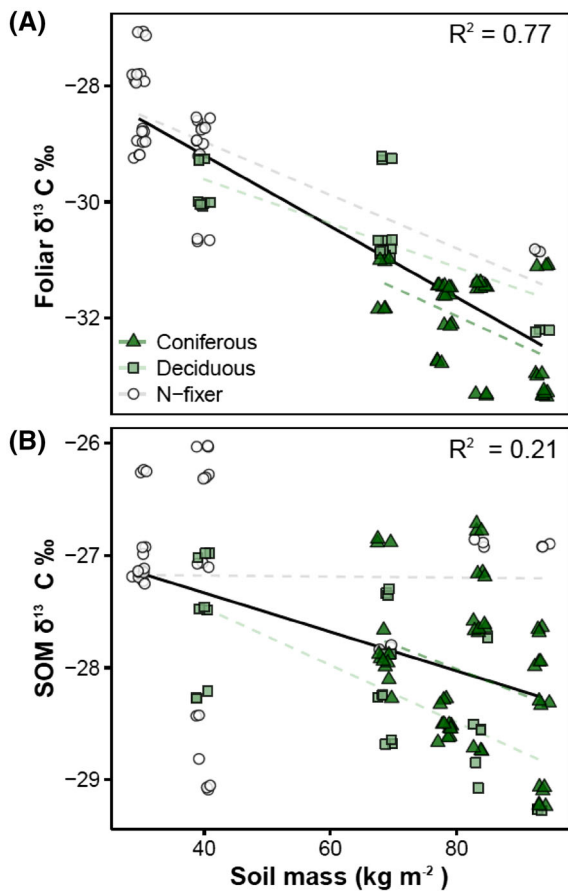 (A)
R² = 0.77
−28
−30
−32
Foliar δ¹³ C ‰
Coniferous
Deciduous
N−fixer
(B)
R² = 0.21
−26
−27
−28
−29
SOM δ¹³ C ‰
40
60
80
Soil mass (kg m⁻²)